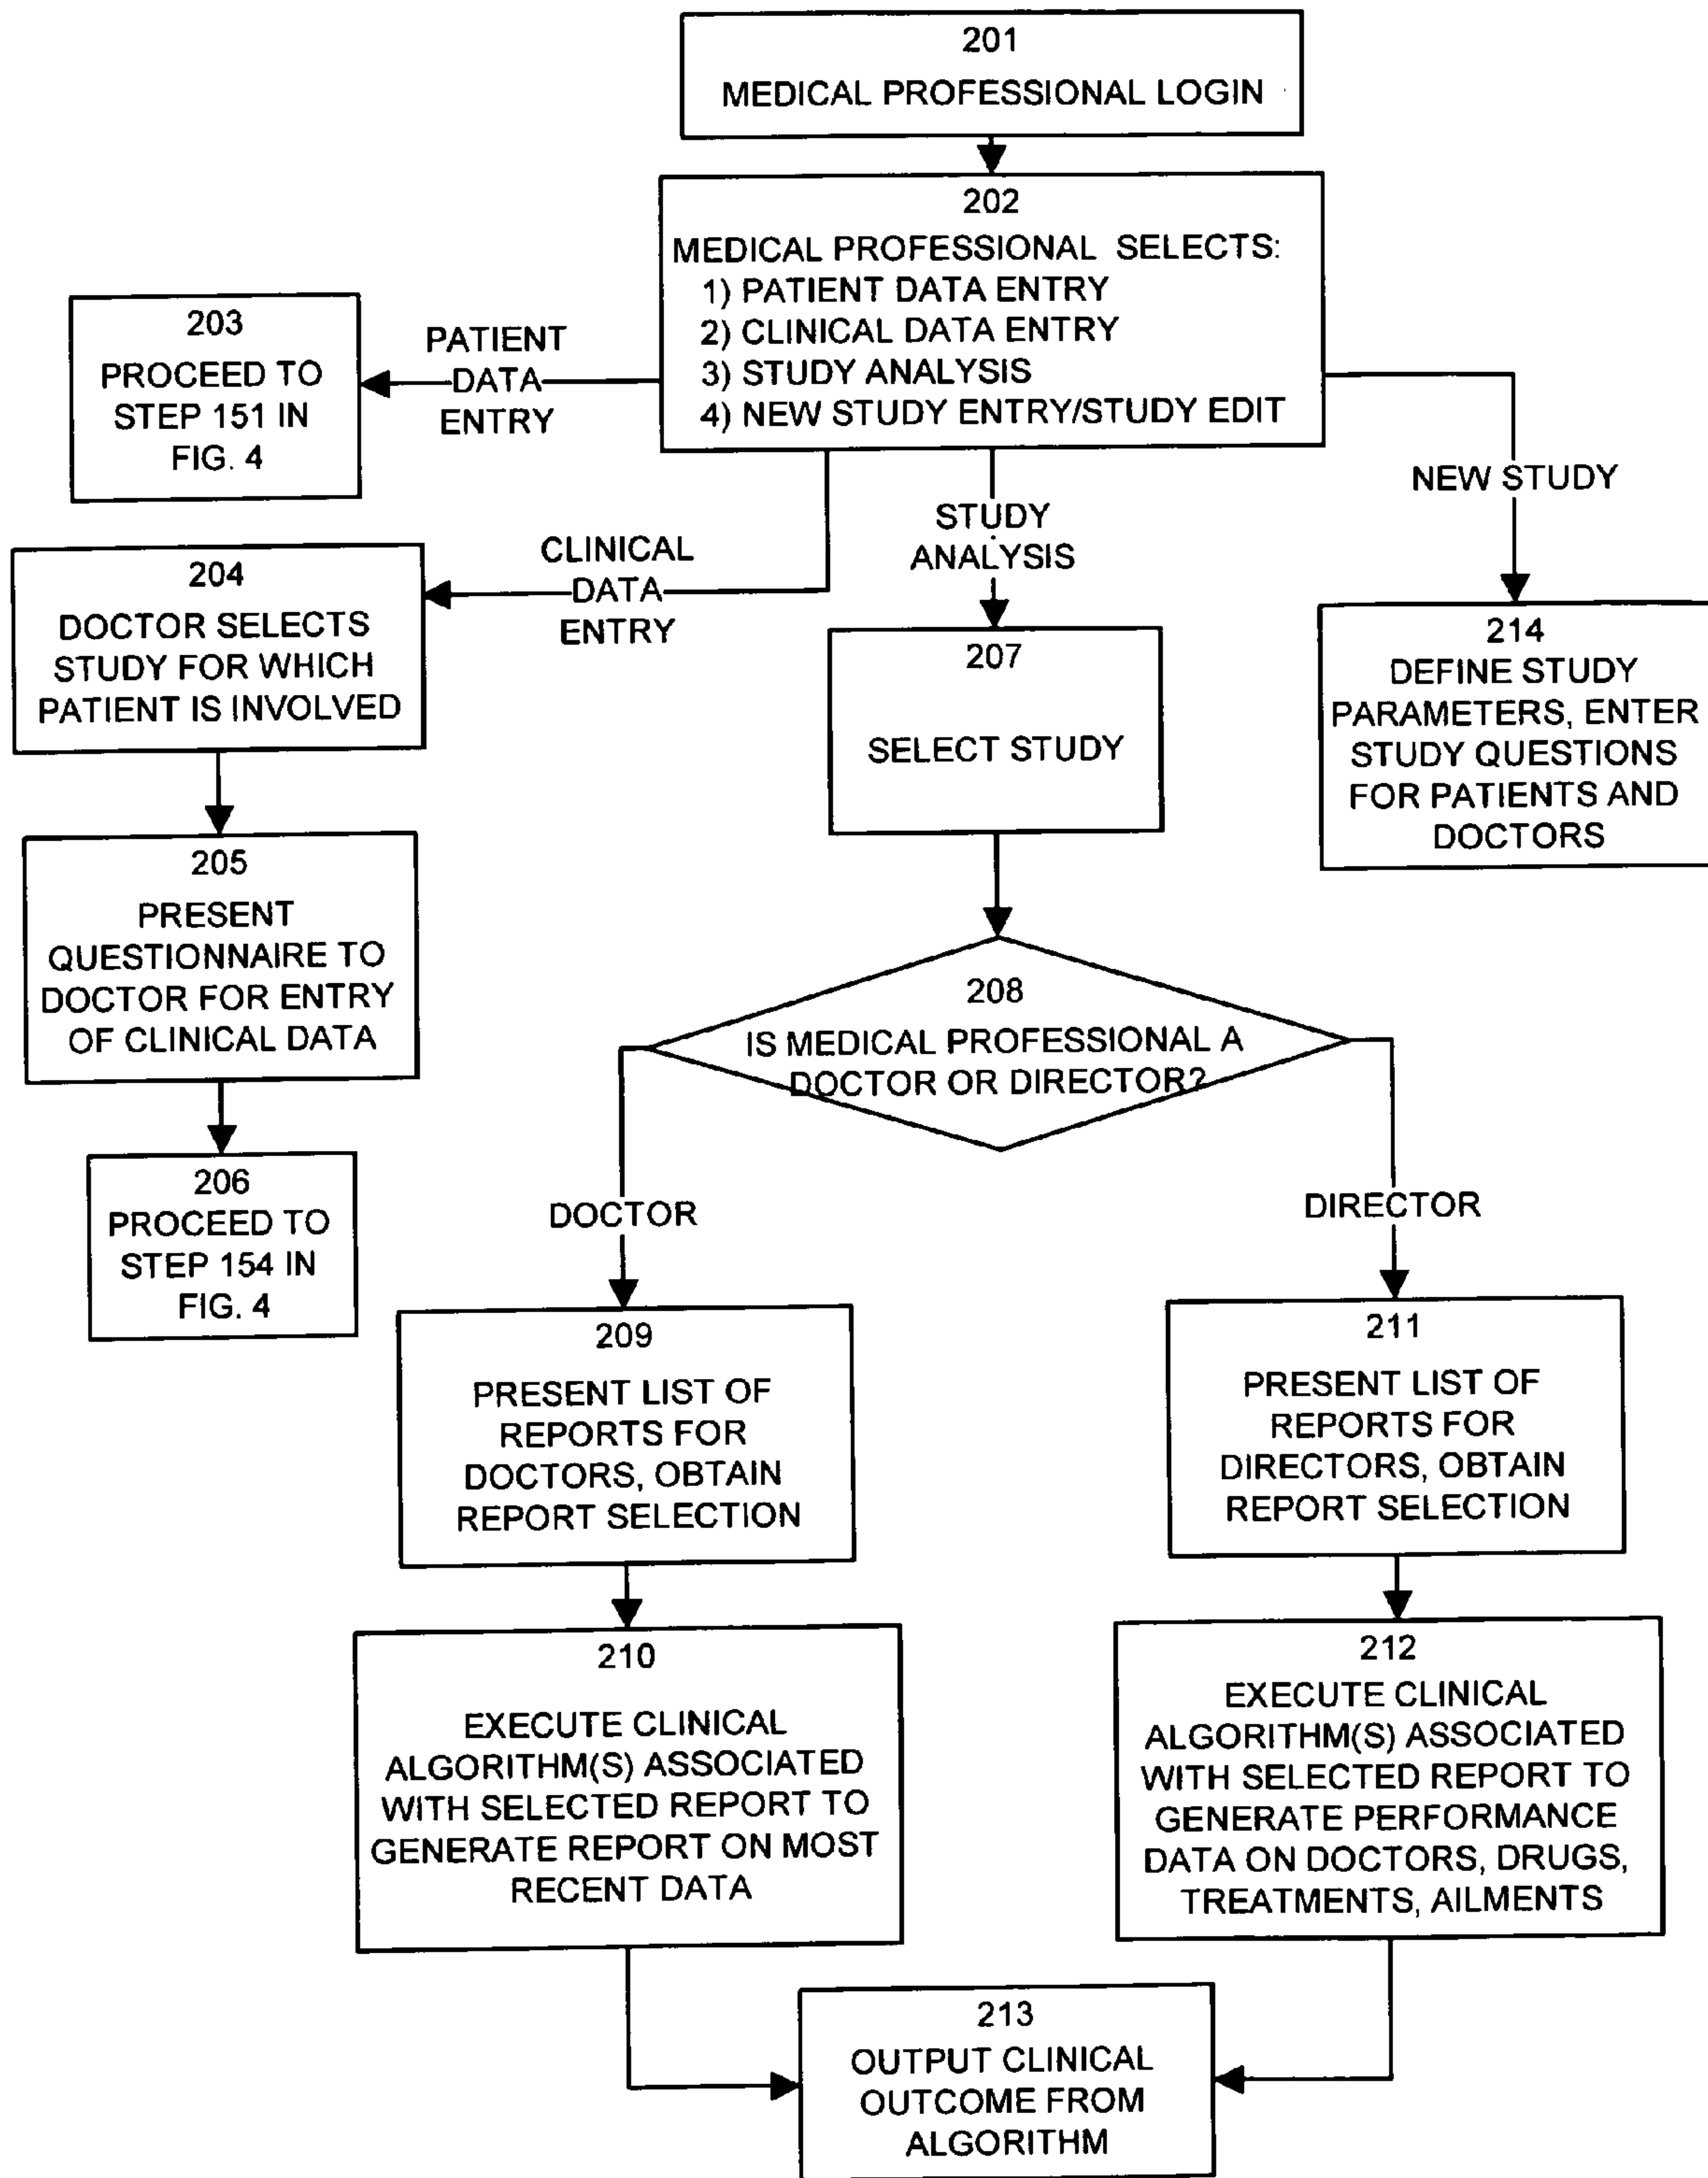 201
MEDICAL PROFESSIONAL LOGIN
202
MEDICAL PROFESSIONAL SELECTS:
1) PATIENT DATA ENTRY
2) CLINICAL DATA ENTRY
3) STUDY ANALYSIS
4) NEW STUDY ENTRY/STUDY EDIT
PATIENT
DATA
ENTRY
203
PROCEED TO
STEP 151 IN
FIG. 4
CLINICAL
DATA
ENTRY
204
DOCTOR SELECTS
STUDY FOR WHICH
PATIENT IS INVOLVED
205
PRESENT
QUESTIONNAIRE TO
DOCTOR FOR ENTRY
OF CLINICAL DATA
206
PROCEED TO
STEP 154 IN
FIG. 4
STUDY
ANALYSIS
207
SELECT STUDY
NEW STUDY
214
DEFINE STUDY
PARAMETERS, ENTER
STUDY QUESTIONS
FOR PATIENTS AND
DOCTORS
208
IS MEDICAL PROFESSIONAL A
DOCTOR OR DIRECTOR?
DOCTOR
209
PRESENT LIST OF
REPORTS FOR
DOCTORS, OBTAIN
REPORT SELECTION
210
EXECUTE CLINICAL
ALGORITHM(S) ASSOCIATED
WITH SELECTED REPORT TO
GENERATE REPORT ON MOST
RECENT DATA
DIRECTOR
211
PRESENT LIST OF
REPORTS FOR
DIRECTORS, OBTAIN
REPORT SELECTION
212
EXECUTE CLINICAL
ALGORITHM(S) ASSOCIATED
WITH SELECTED REPORT TO
GENERATE PERFORMANCE
DATA ON DOCTORS, DRUGS,
TREATMENTS, AILMENTS
213
OUTPUT CLINICAL
OUTCOME FROM
ALGORITHM